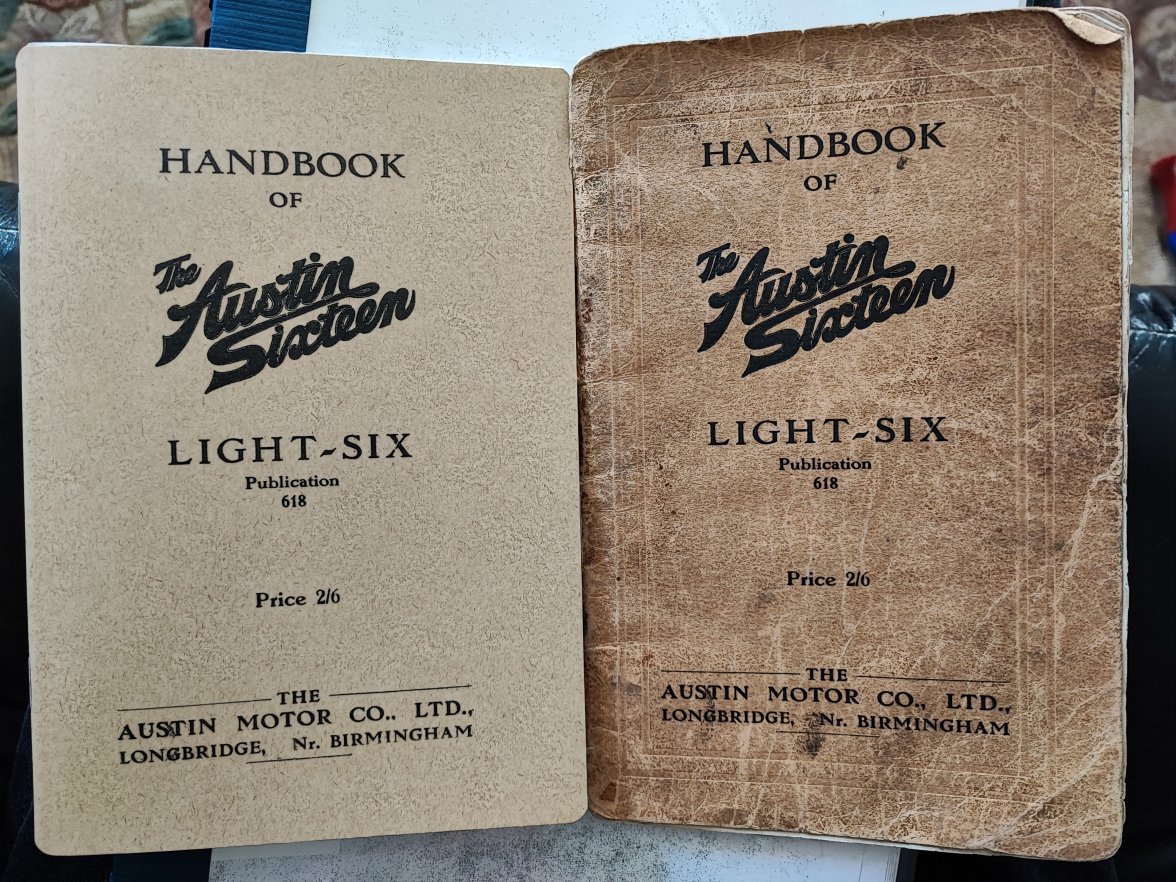 HANDBOOK
OF
The Austin
Sixteen
LIGHT-SIX
Publication
618
Price 2/6
THE
AUSTIN MOTOR CO., LTD.,
LONGBRIDGE, Nr. BIRMINGHAM
HANDBOOK
OF
The Austin
Sixteen
LIGHT-SIX
Publication
618
Price 2/6
THE
AUSTIN MOTOR CO., LTD.,
LONGBRIDGE, Nr. BIRMINGHAM